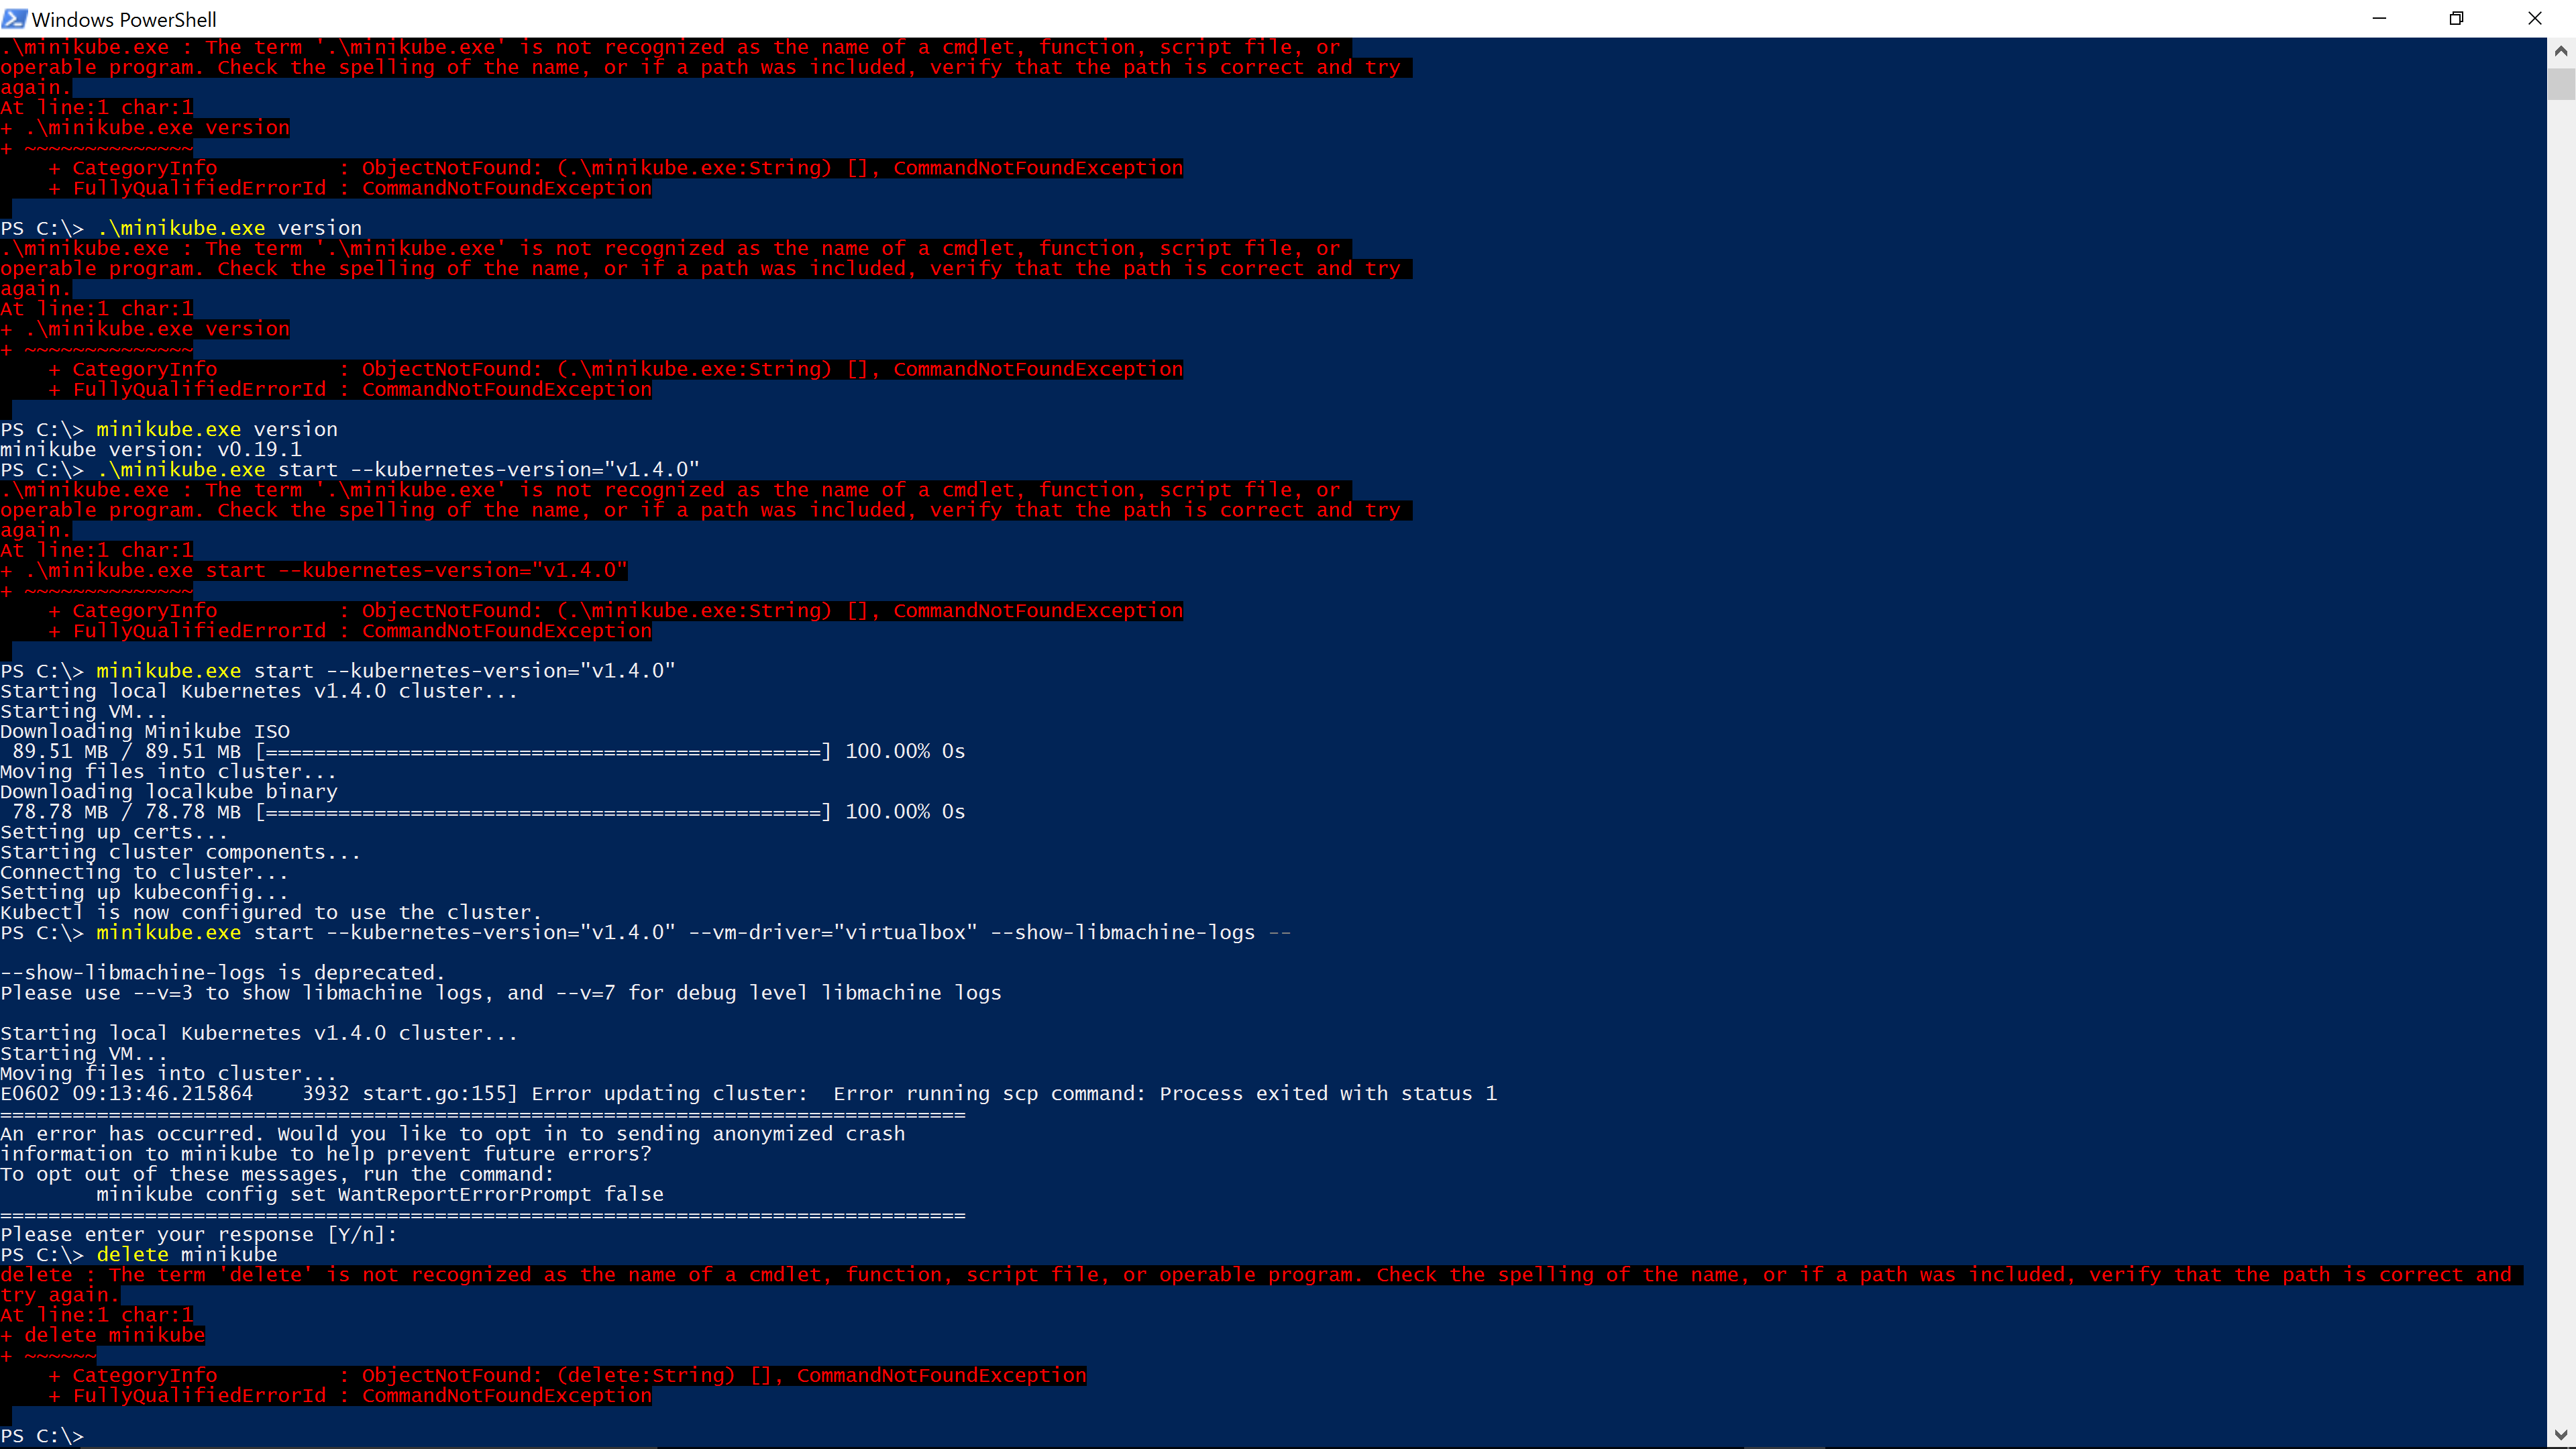 Windows PowerShell
.\minikube.exe : The term '.\minikube.exe' is not recognized as the name of a cmdlet, function, script file, or
operable program. Check the spelling of the name, or if a path was included, verify that the path is correct and try
again.
At line:1 char:1
+ .\minikube.exe version
+ ~~~~~~~~~~~~~~
    + CategoryInfo          : ObjectNotFound: (.\minikube.exe:String) [], CommandNotFoundException
    + FullyQualifiedErrorId : CommandNotFoundException
PS C:\> .\minikube.exe version
.\minikube.exe : The term '.\minikube.exe' is not recognized as the name of a cmdlet, function, script file, or
operable program. Check the spelling of the name, or if a path was included, verify that the path is correct and try
again.
At line:1 char:1
+ .\minikube.exe version
+ ~~~~~~~~~~~~~~
    + CategoryInfo          : ObjectNotFound: (.\minikube.exe:String) [], CommandNotFoundException
    + FullyQualifiedErrorId : CommandNotFoundException
PS C:\> minikube.exe version
minikube version: v0.19.1
PS C:\> .\minikube.exe start --kubernetes-version="v1.4.0"
.\minikube.exe : The term '.\minikube.exe' is not recognized as the name of a cmdlet, function, script file, or
operable program. Check the spelling of the name, or if a path was included, verify that the path is correct and try
again.
At line:1 char:1
+ .\minikube.exe start --kubernetes-version="v1.4.0"
+ ~~~~~~~~~~~~~~
    + CategoryInfo          : ObjectNotFound: (.\minikube.exe:String) [], CommandNotFoundException
    + FullyQualifiedErrorId : CommandNotFoundException
PS C:\> minikube.exe start --kubernetes-version="v1.4.0"
Starting local Kubernetes v1.4.0 cluster...
Starting VM...
Downloading Minikube ISO
 89.51 MB / 89.51 MB [==============================================] 100.00% 0s
Moving files into cluster...
Downloading localkube binary
 78.78 MB / 78.78 MB [==============================================] 100.00% 0s
Setting up certs...
Starting cluster components...
Connecting to cluster...
Setting up kubeconfig...
Kubectl is now configured to use the cluster.
PS C:\> minikube.exe start --kubernetes-version="v1.4.0" --vm-driver="virtualbox" --show-libmachine-logs --
--show-libmachine-logs is deprecated.
Please use --v=3 to show libmachine logs, and --v=7 for debug level libmachine logs
Starting local Kubernetes v1.4.0 cluster...
Starting VM...
Moving files into cluster...
E0602 09:13:46.215864    3932 start.go:155] Error updating cluster:  Error running scp command: Process exited with status 1
================================================================================
An error has occurred. Would you like to opt in to sending anonymized crash
information to minikube to help prevent future errors?
To opt out of these messages, run the command:
        minikube config set WantReportErrorPrompt false
================================================================================
Please enter your response [Y/n]:
PS C:\> delete minikube
delete : The term 'delete' is not recognized as the name of a cmdlet, function, script file, or operable program. Check the spelling of the name, or if a path was included, verify that the path is correct and
try again.
At line:1 char:1
+ delete minikube
+ ~~~~~~
    + CategoryInfo          : ObjectNotFound: (delete:String) [], CommandNotFoundException
    + FullyQualifiedErrorId : CommandNotFoundException
PS C:\>